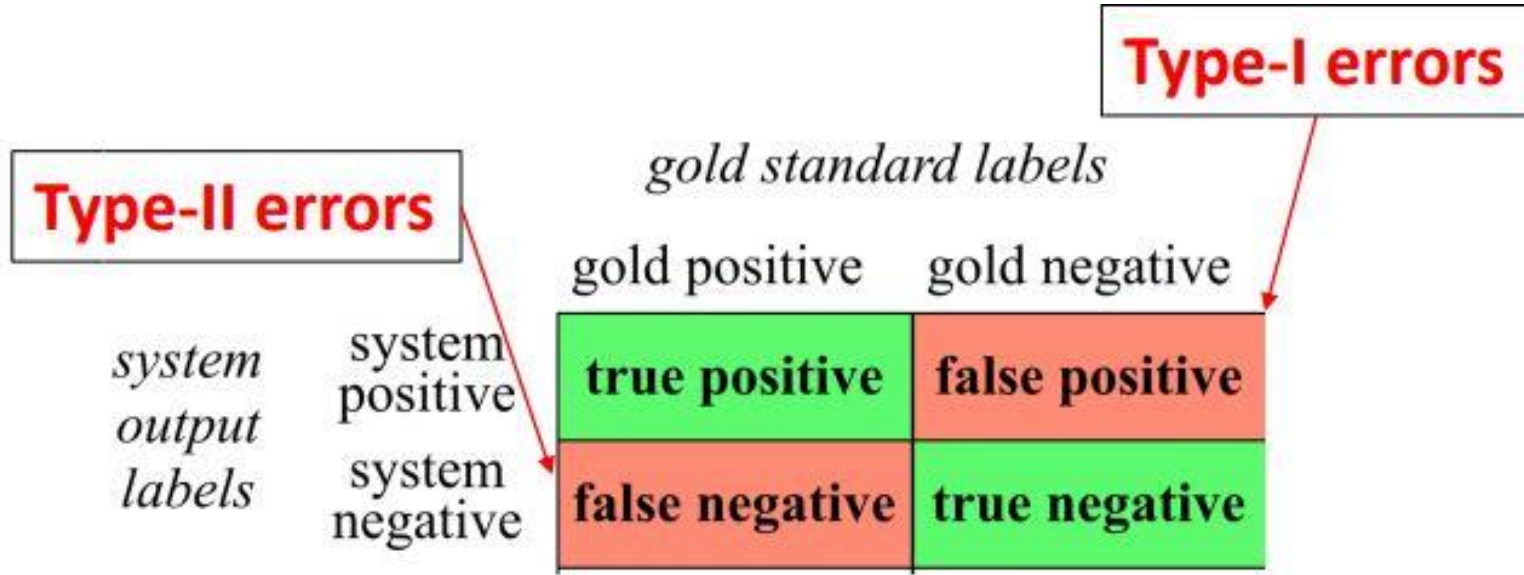 Type-I errors
gold standard labels
Type-II errors
gold positive gold negative
system
output
labels
system
positive
true positive false positive
system
negative
false negative true negative